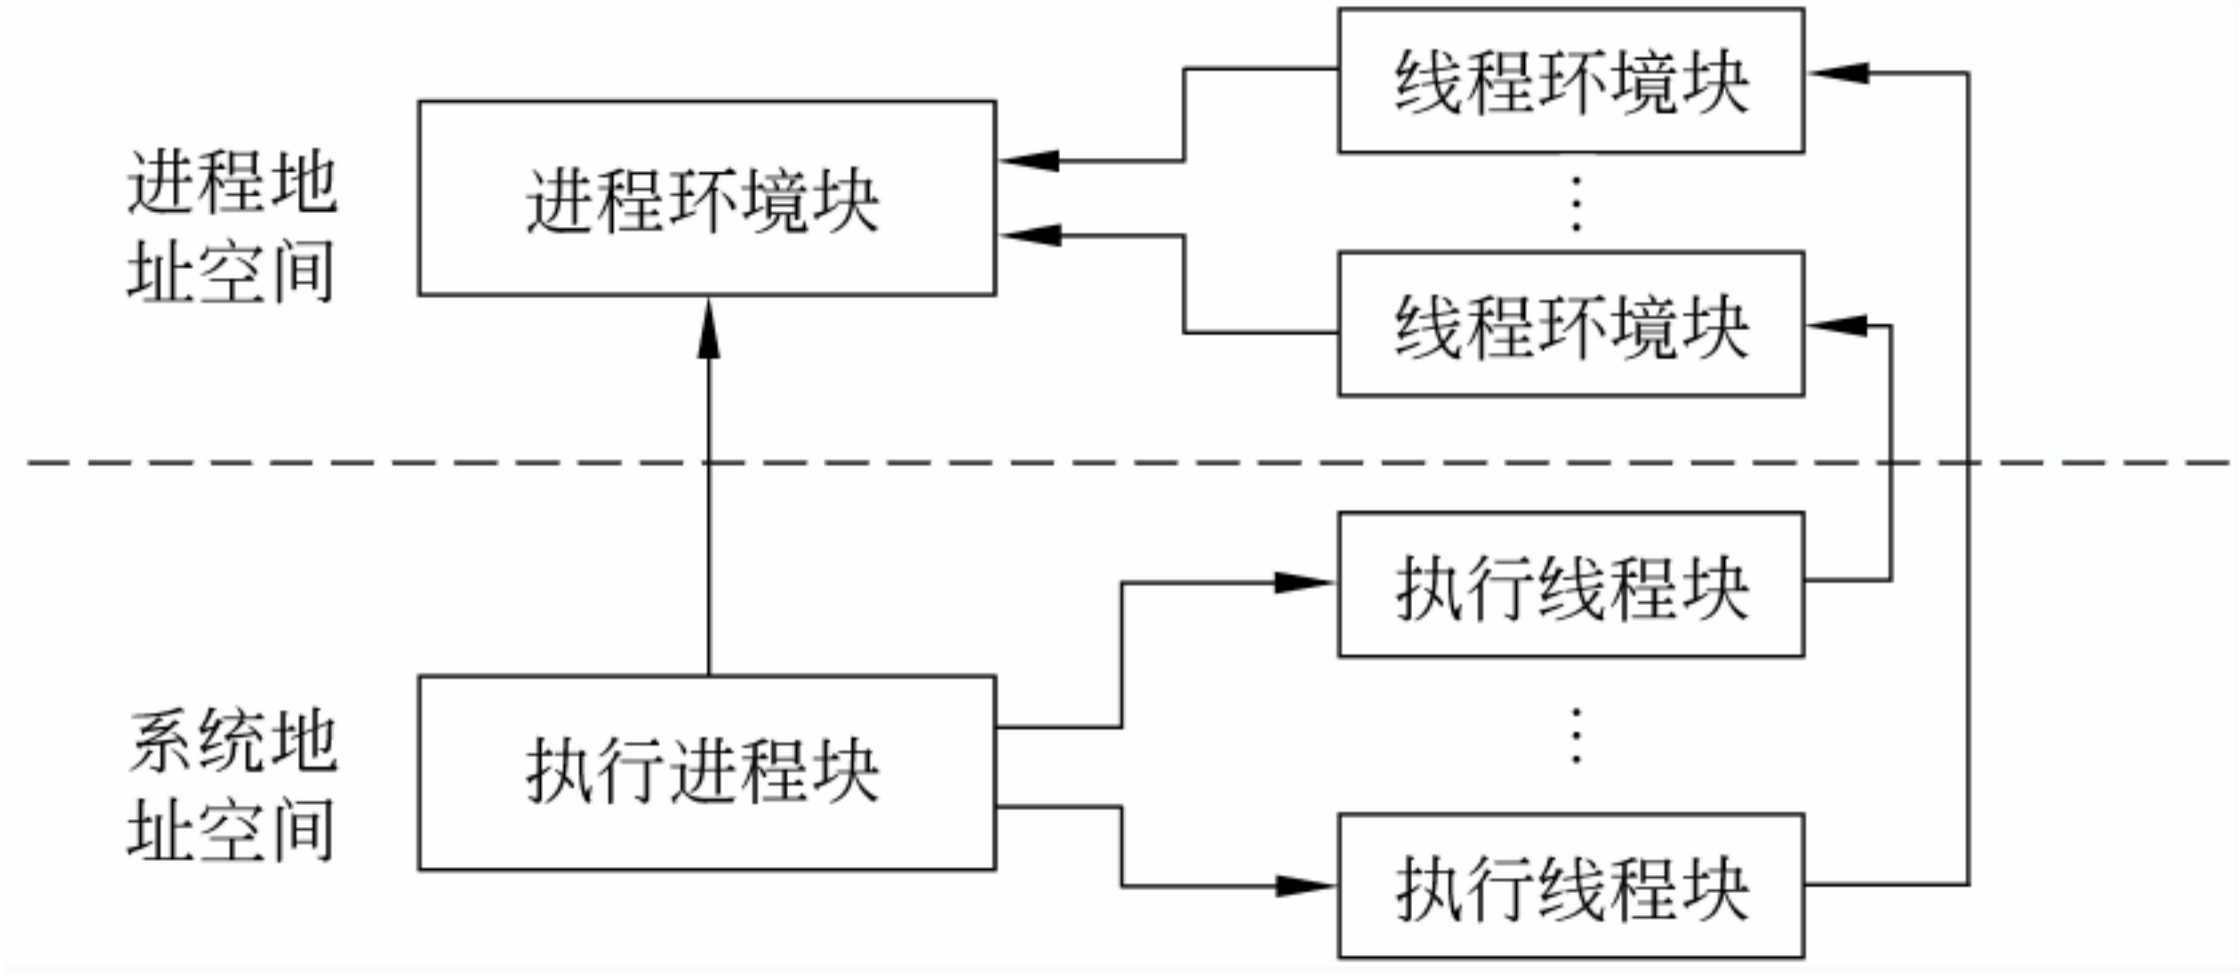 线程环境块
进程地
址空间
进程环境块
线程环境块
执行线程块
系统地
址空间
执行进程块
执行线程块